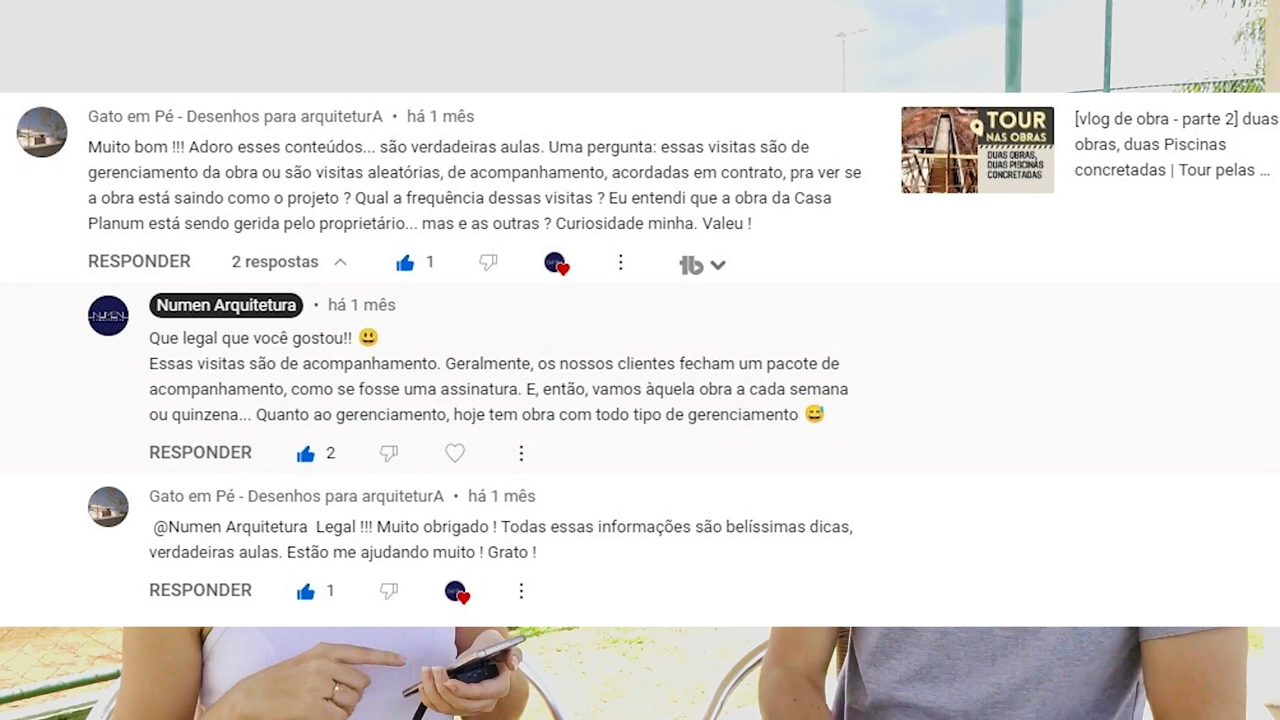 Gato em Pé - Desenhos para arquiteturA • há 1 mês
Muito bom !!! Adoro esses conteúdos... são verdadeiras aulas. Uma pergunta: essas visitas são de
gerenciamento da obra ou são visitas aleatórias, de acompanhamento, acordadas em contrato, pra ver se
a obra está saindo como o projeto ? Qual a frequência dessas visitas ? Eu entendi que a obra da Casa
Planum está sendo gerida pelo proprietário... mas e as outras ? Curiosidade minha. Valeu !
RESPONDER 2 respostas 1
TOUR
NAS OBRAS
DUAS OBRAS,
DUAS PISCINAS
CONCRETADAS
[vlog de obra - parte 2] duas
obras, duas Piscinas
concretadas | Tour pelas ...
NUMEN
Numen Arquitetura • há 1 mês
Que legal que você gostou!! 😃
Essas visitas são de acompanhamento. Geralmente, os nossos clientes fecham um pacote de
acompanhamento, como se fosse uma assinatura. E, então, vamos àquela obra a cada semana
ou quinzena... Quanto ao gerenciamento, hoje tem obra com todo tipo de gerenciamento 😅
RESPONDER 2
Gato em Pé - Desenhos para arquiteturA • há 1 mês
@Numen Arquitetura Legal !!! Muito obrigado ! Todas essas informações são belíssimas dicas,
verdadeiras aulas. Estão me ajudando muito ! Grato !
RESPONDER 1